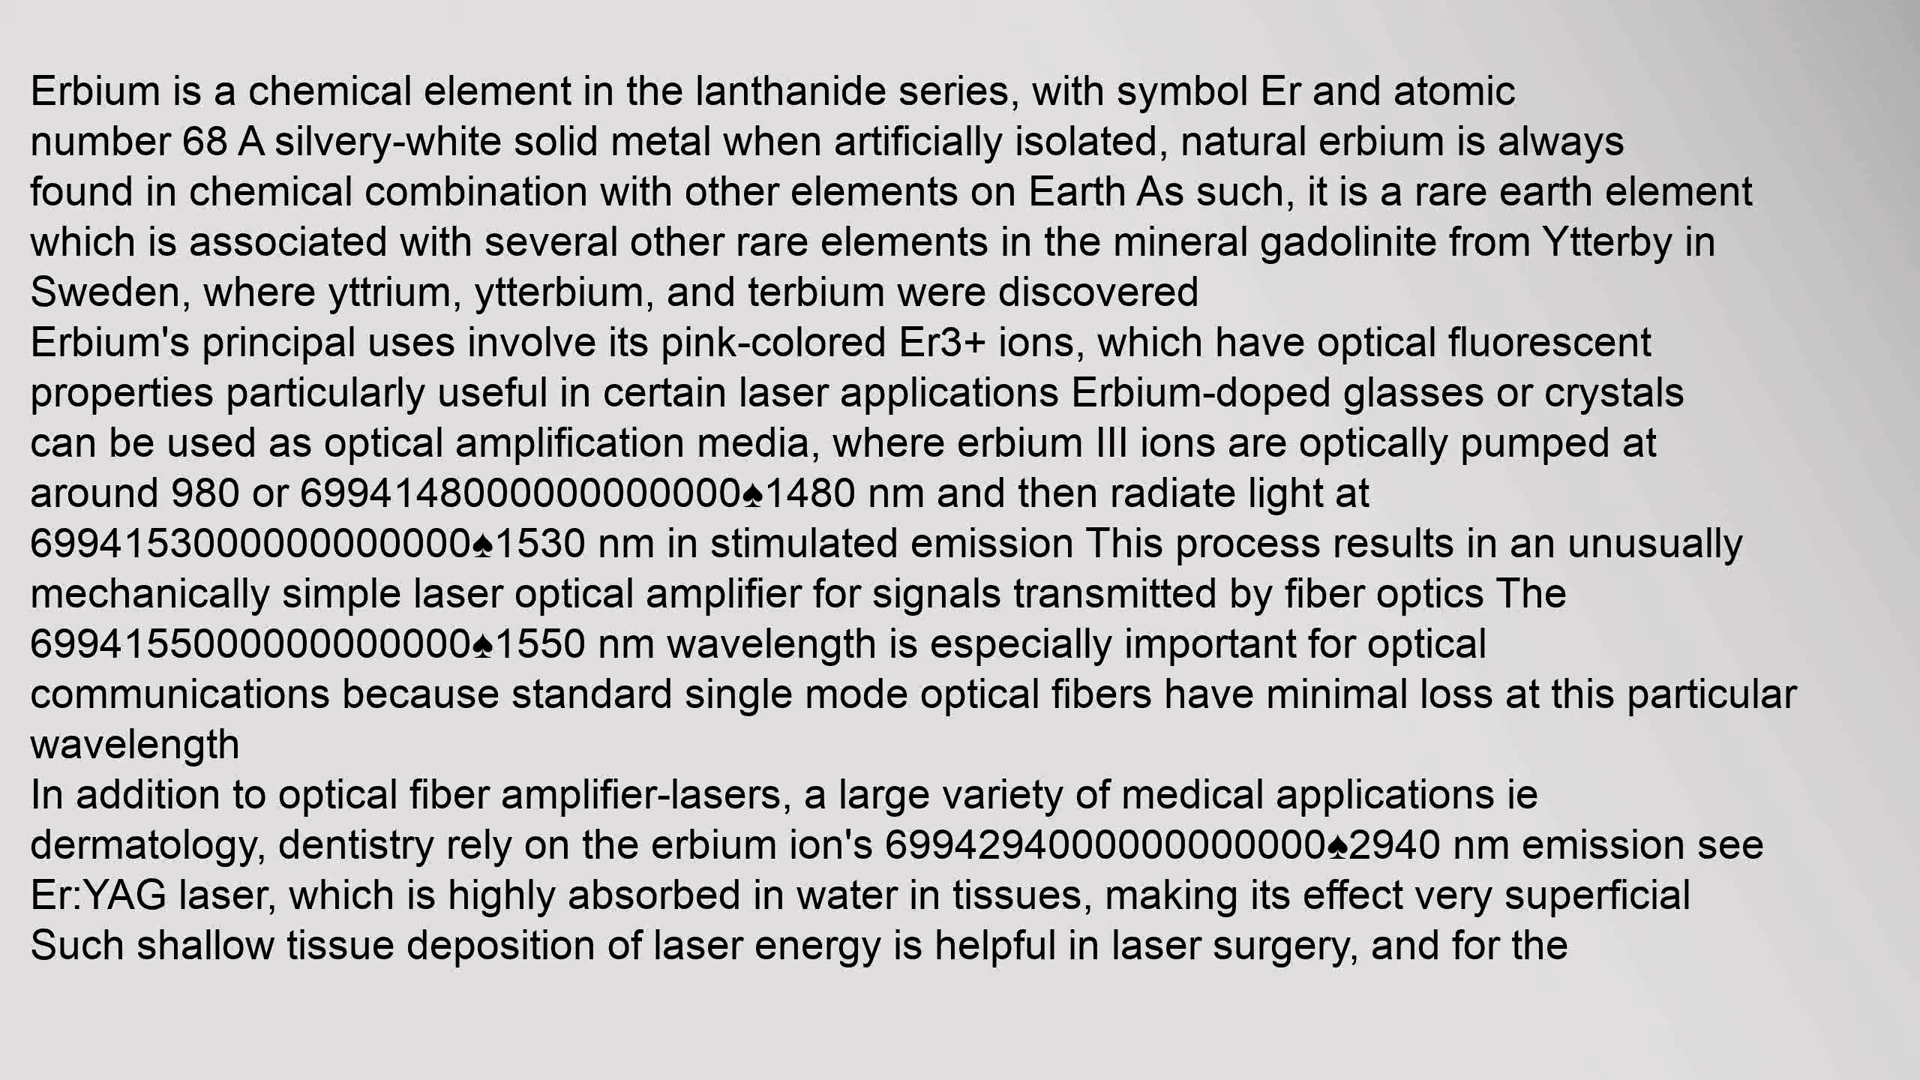 Erbium is a chemical element in the lanthanide series, with symbol Er and atomic
number 68 A silvery-white solid metal when artificially isolated, natural erbium is always
found in chemical combination with other elements on Earth As such, it is a rare earth element
which is associated with several other rare elements in the mineral gadolinite from Ytterby in
Sweden, where yttrium, ytterbium, and terbium were discovered
Erbium's principal uses involve its pink-colored Er3+ ions, which have optical fluorescent
properties particularly useful in certain laser applications Erbium-doped glasses or crystals
can be used as optical amplification media, where erbium III ions are optically pumped at
around 980 or 6994148000000000000♠1480 nm and then radiate light at
6994153000000000000♠1530 nm in stimulated emission This process results in an unusually
mechanically simple laser optical amplifier for signals transmitted by fiber optics The
6994155000000000000♠1550 nm wavelength is especially important for optical
communications because standard single mode optical fibers have minimal loss at this particular
wavelength
In addition to optical fiber amplifier-lasers, a large variety of medical applications ie
dermatology, dentistry rely on the erbium ion's 6994294000000000000♠2940 nm emission see
Er:YAG laser, which is highly absorbed in water in tissues, making its effect very superficial
Such shallow tissue deposition of laser energy is helpful in laser surgery, and for the